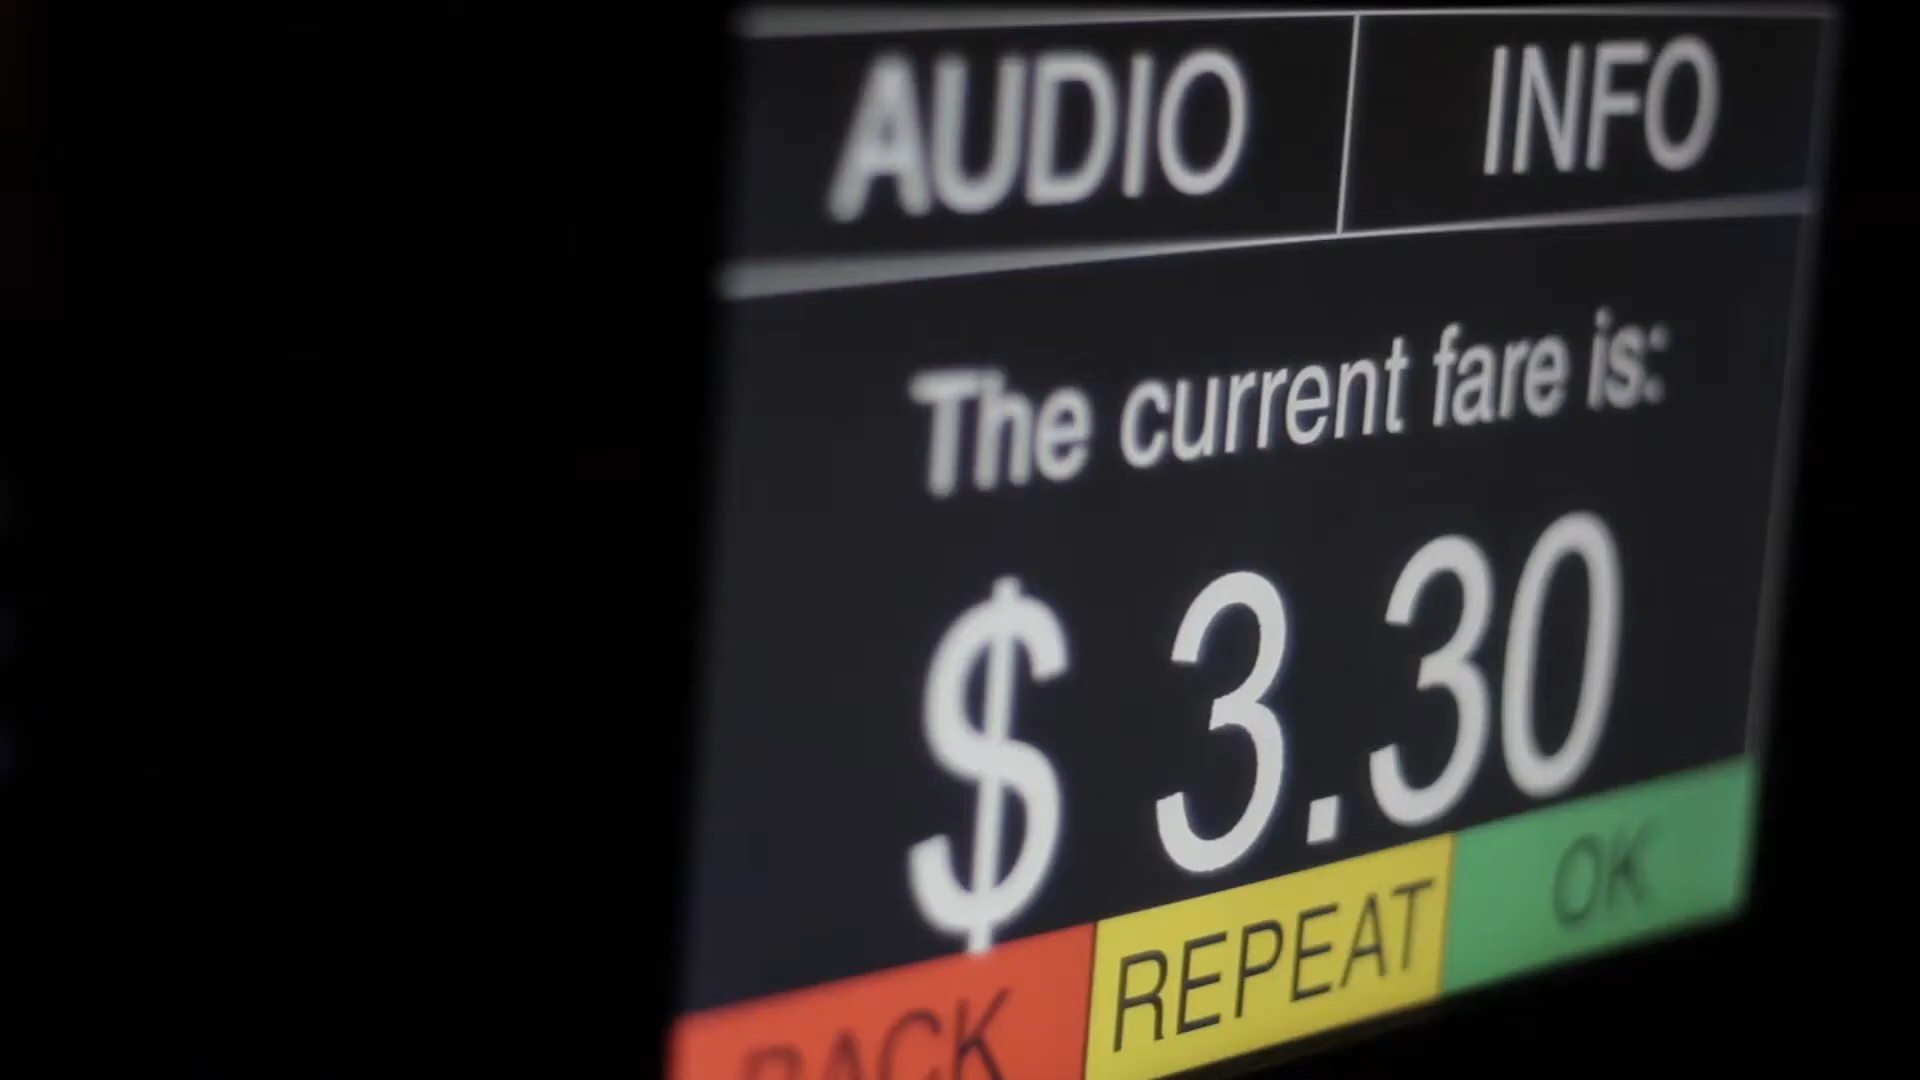 AUDIO INFO
The current fare is:
$ 3.30
BACK REPEAT OK